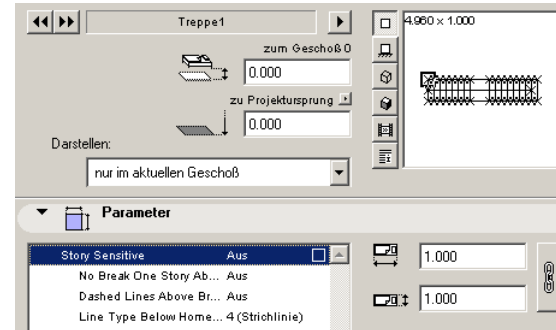 Treppe1
4.960 x 1.000
zum Geschoß 0
0.000
zu Projektursprung
0.000
Darstellen:
nur im aktuellen Geschoß
Parameter
Story Sensitive Aus
No Break One Story Ab... Aus
Dashed Lines Above Br... Aus
Line Type Below Home... 4 (Strichlinie)
1.000
1.000